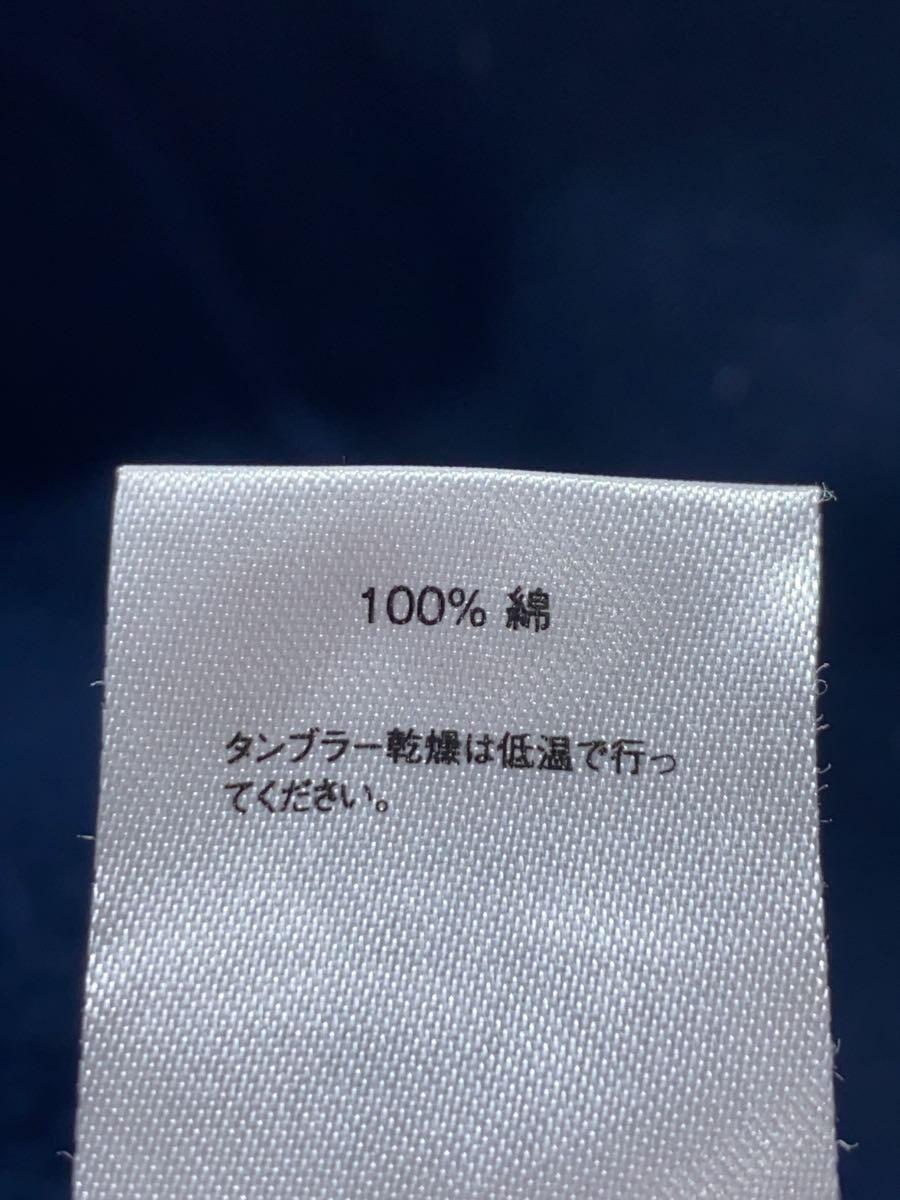 100% 綿
タンブラー乾燥は低温で行っ
てください。